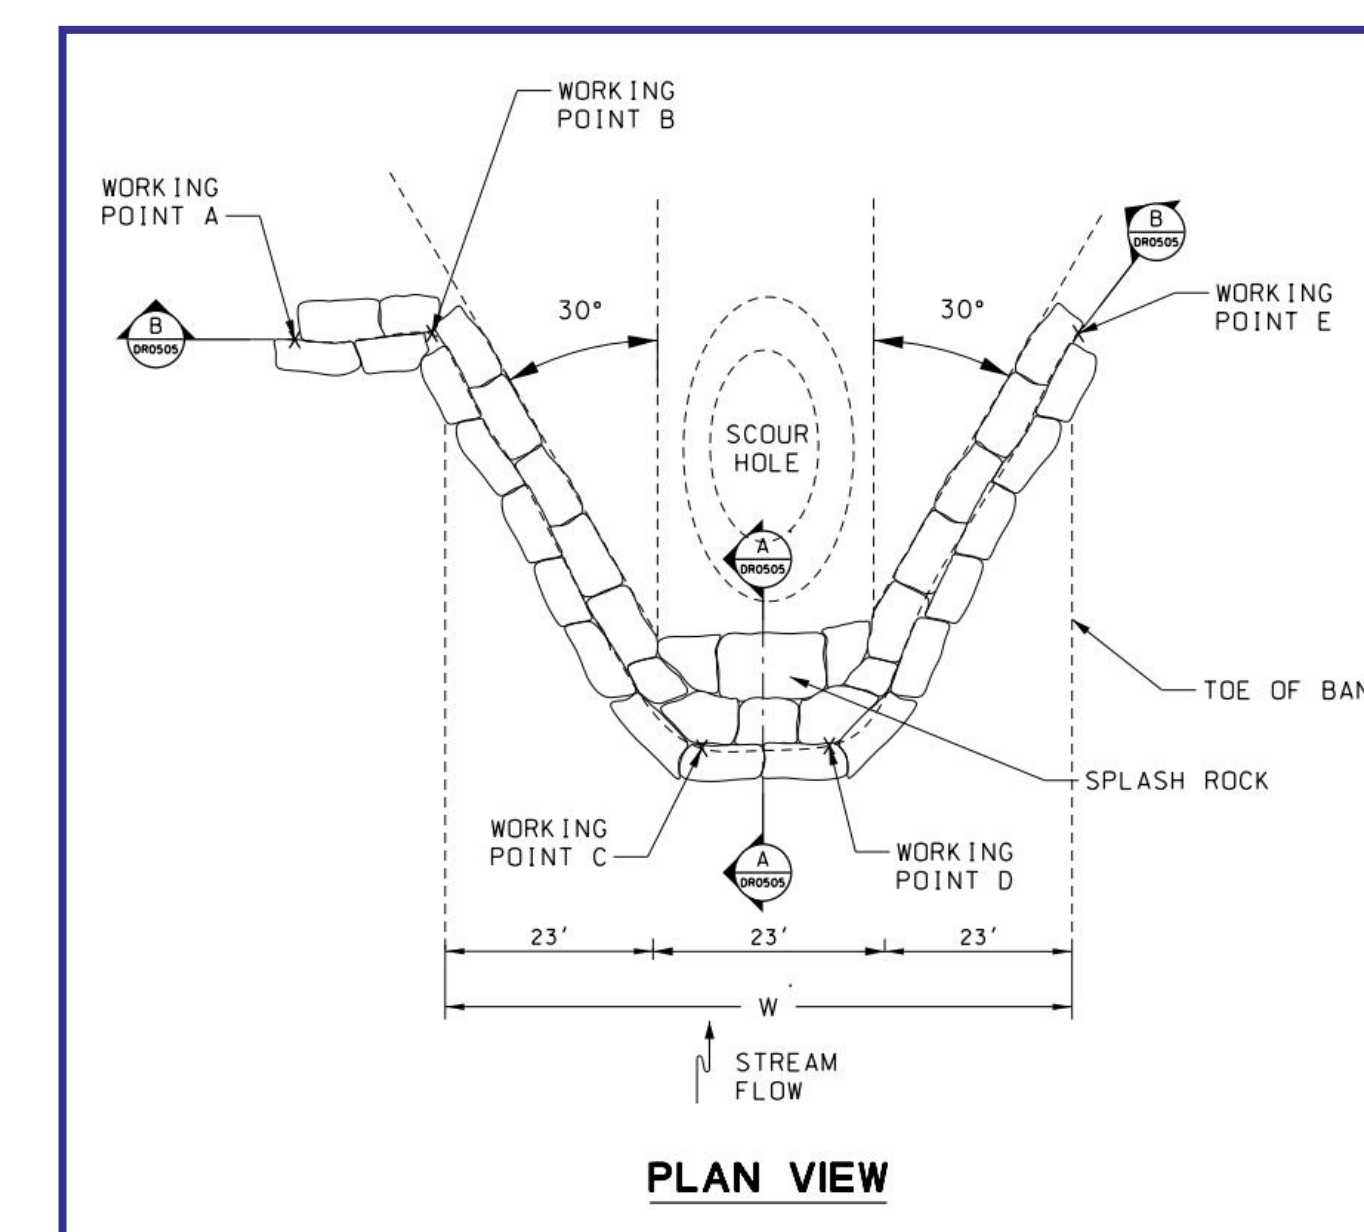 WORKING
POINT B
WORKING
POINT A
B
DR0505
B
DR0505
30°
30°
WORKING
POINT E
SCOUR
HOLE
A
DR0505
TOE OF BAN
SPLASH ROCK
WORKING
POINT C
A
DR0505
WORKING
POINT D
23'
23'
23'
W
STREAM
FLOW
PLAN VIEW